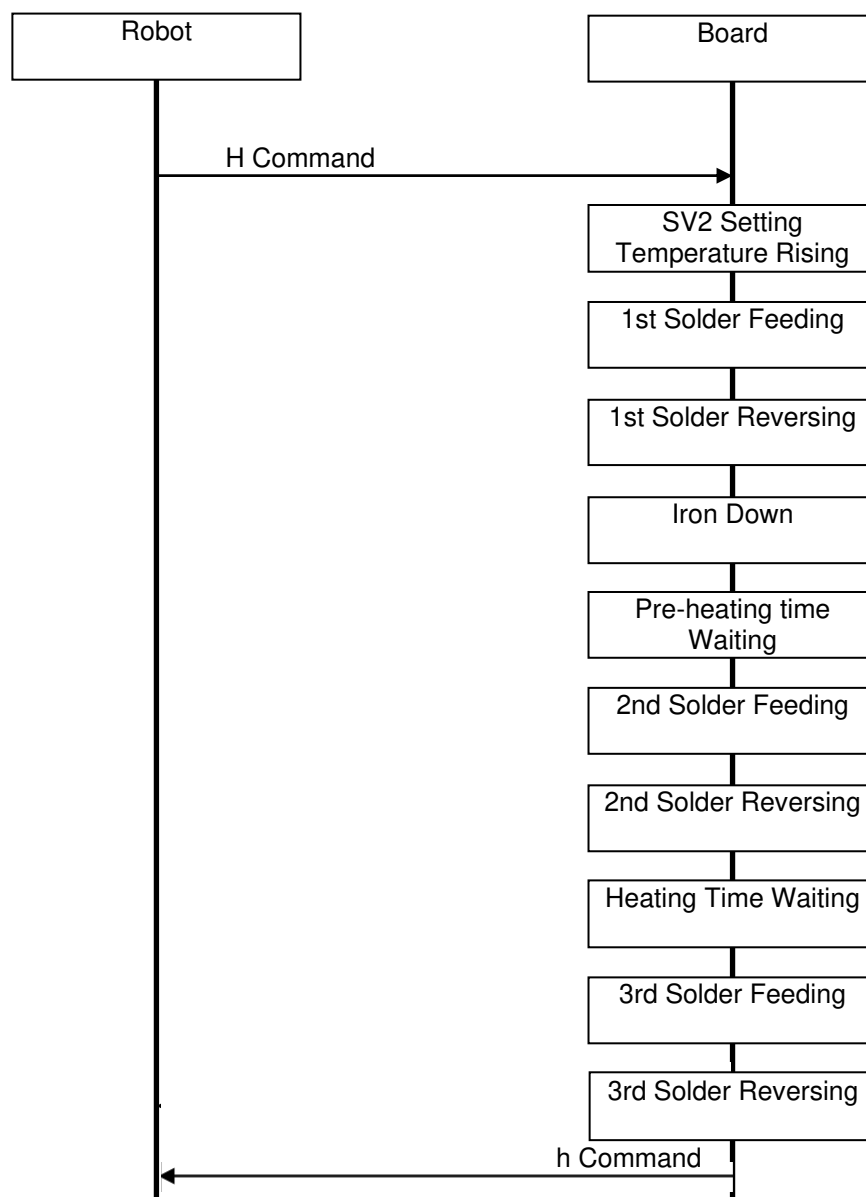 Robot
Board
H Command
SV2 Setting
Temperature Rising
1st Solder Feeding
1st Solder Reversing
Iron Down
Pre-heating time
Waiting
2nd Solder Feeding
2nd Solder Reversing
Heating Time Waiting
3rd Solder Feeding
3rd Solder Reversing
h Command